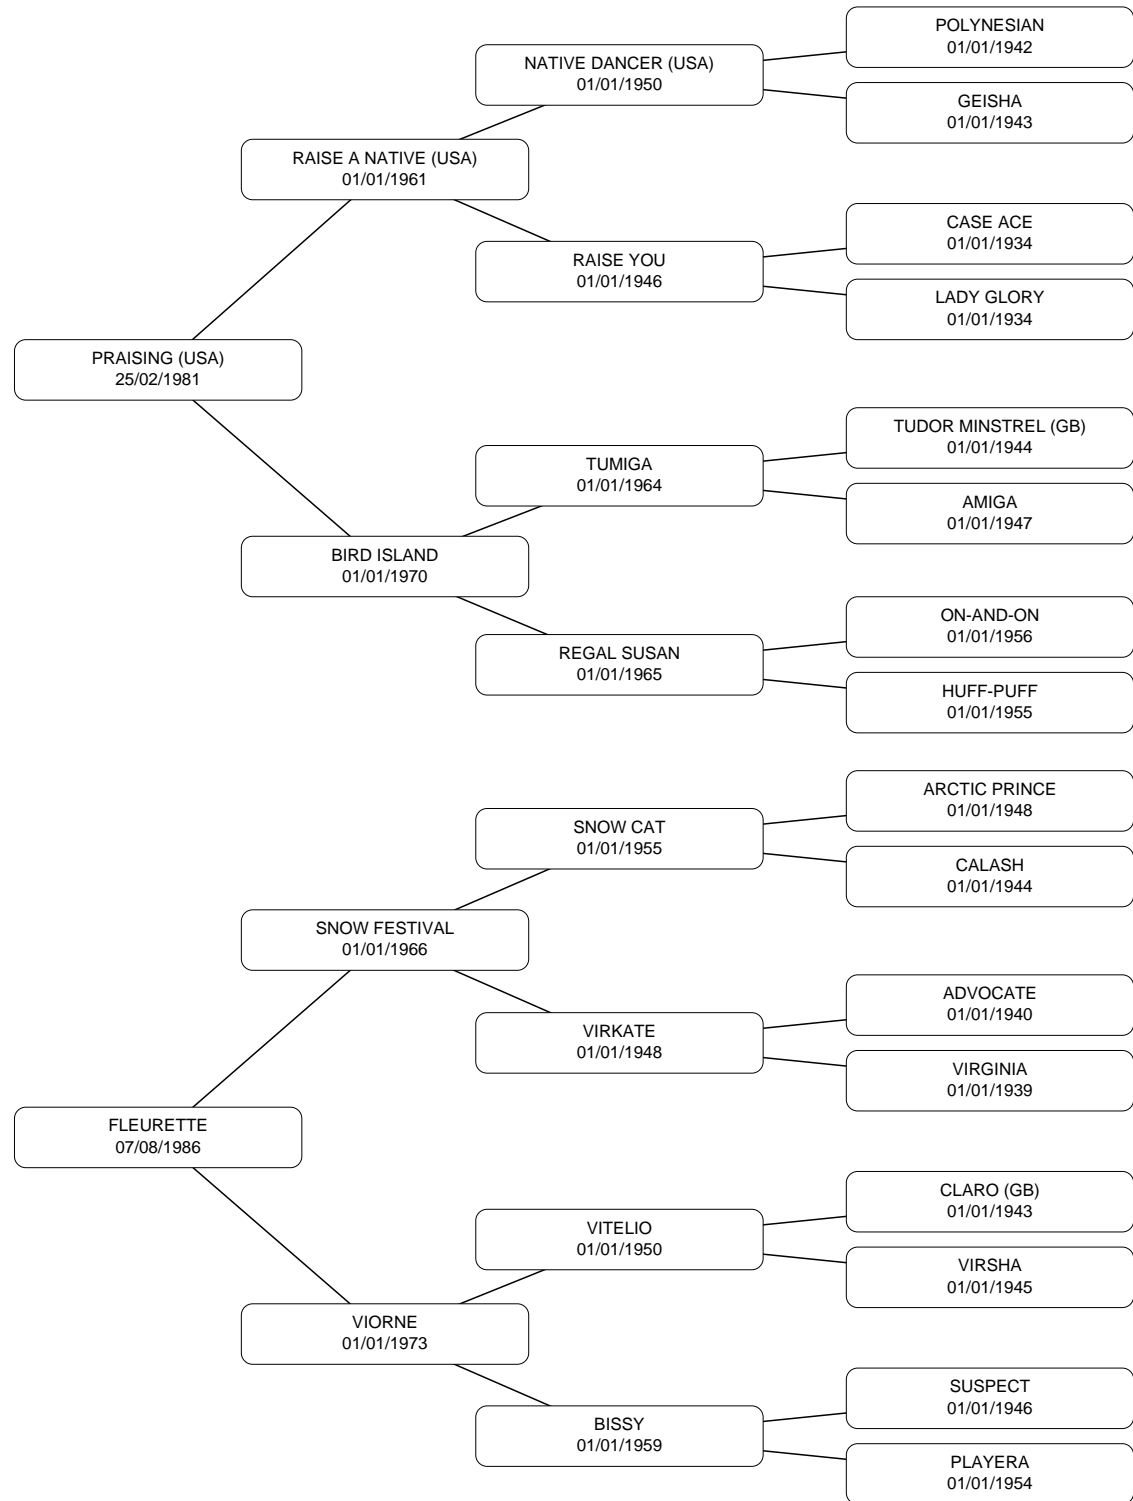 POLYNESIAN
01/01/1942
NATIVE DANCER (USA)
01/01/1950
GEISHA
01/01/1943
RAISE A NATIVE (USA)
01/01/1961
CASE ACE
01/01/1934
RAISE YOU
01/01/1946
LADY GLORY
01/01/1934
PRAISING (USA)
25/02/1981
TUDOR MINSTREL (GB)
01/01/1944
TUMIGA
01/01/1964
AMIGA
01/01/1947
BIRD ISLAND
01/01/1970
ON-AND-ON
01/01/1956
REGAL SUSAN
01/01/1965
HUFF-PUFF
01/01/1955
ARCTIC PRINCE
01/01/1948
SNOW CAT
01/01/1955
CALASH
01/01/1944
SNOW FESTIVAL
01/01/1966
ADVOCATE
01/01/1940
VIRKATE
01/01/1948
VIRGINIA
01/01/1939
FLEURETTE
07/08/1986
CLARO (GB)
01/01/1943
VITELIO
01/01/1950
VIRSHA
01/01/1945
VIORNE
01/01/1973
SUSPECT
01/01/1946
BISSY
01/01/1959
PLAYERA
01/01/1954